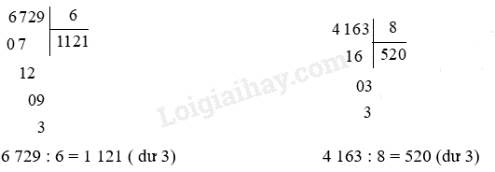 6 729 6
0 7 1121
12
09
3
6 729 : 6 = 1 121 ( dư 3)
4 163 8
16 520
03
3
4 163 : 8 = 520 (dư 3)
Loigiaihay.com